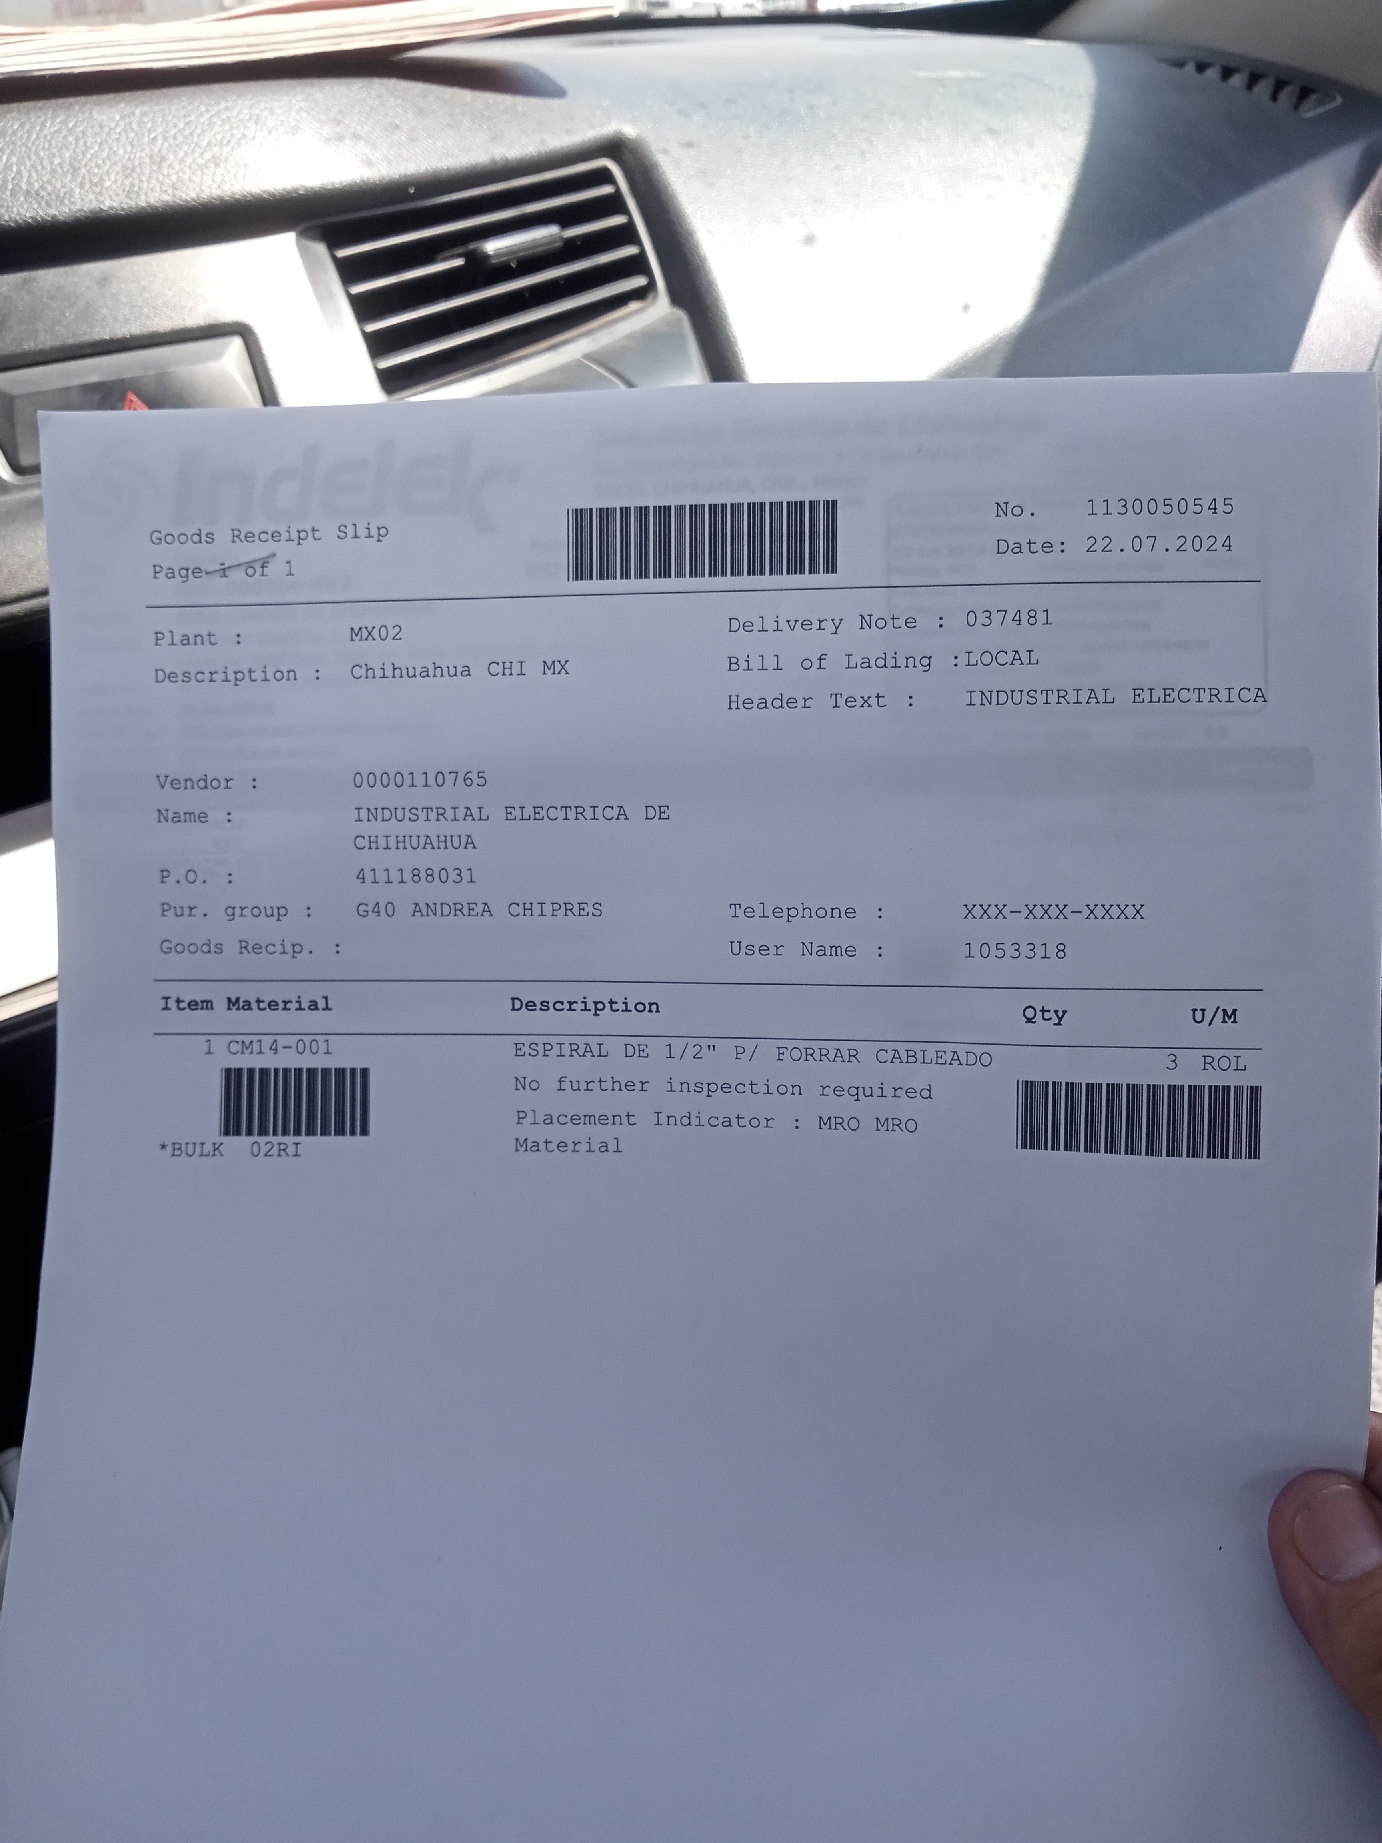 Indelek
Goods Receipt Slip
Page 1 of 1
No. 1130050545
Date: 22.07.2024
Plant : MX02
Description : Chihuahua CHI MX
Delivery Note : 037481
Bill of Lading :LOCAL
Header Text : INDUSTRIAL ELECTRICA
Vendor : 0000110765
Name : INDUSTRIAL ELECTRICA DE
CHIHUAHUA
P.O. : 411188031
Pur. group : G40 ANDREA CHIPRES
Goods Recip. :
Telephone : XXX-XXX-XXXX
User Name : 1053318
Item Material Description Qty U/M
1 CM14-001 ESPIRAL DE 1/2" P/ FORRAR CABLEADO 3 ROL
No further inspection required
Placement Indicator : MRO MRO
Material
*BULK 02RI